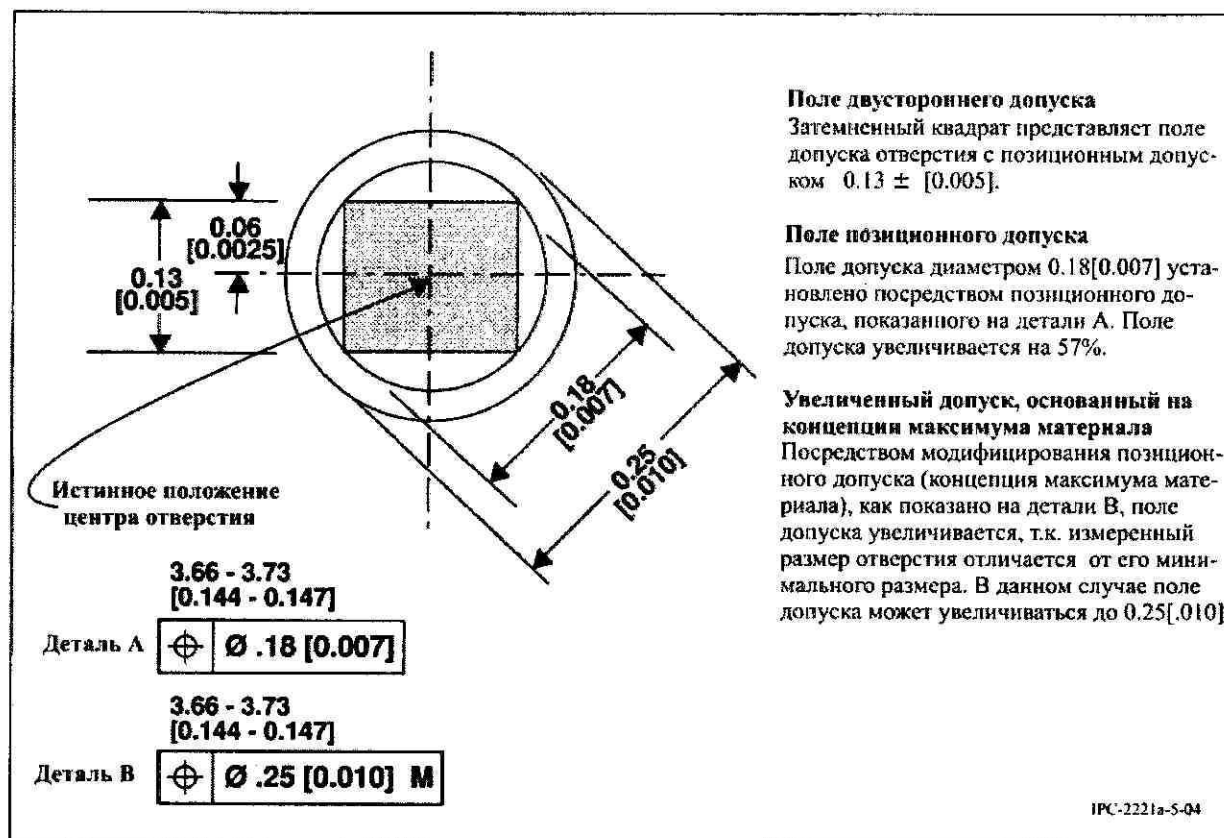 Поле двустороннего допуска
Затемненный квадрат представляет поле
допуска отверстия с позиционным допус-
ком 0.13 ± [0.005].
Поле позиционного допуска
Поле допуска диаметром 0.18[0.007] уста-
новлено посредством позиционного до-
пуска, показанного на детали А. Поле
допуска увеличивается на 57%.
Увеличенный допуск, основанный на
концепции максимума материала
Посредством модифицирования позицион-
ного допуска (концепция максимума мате-
риала), как показано на детали В, поле
допуска увеличивается, т.к. измеренный
размер отверстия отличается от его мини-
мального размера. В данном случае поле
допуска может увеличиваться до 0.25[.010]
0.06
[0.0025]
0.13
[0.005]
0.18
[0.007]
0.25
[0.010]
Истинное положение
центра отверстия
3.66 - 3.73
[0.144 - 0.147]
Деталь А ⌖ Ø .18 [0.007]
3.66 - 3.73
[0.144 - 0.147]
Деталь В ⌖ Ø .25 [0.010] M
IPC-2221a-5-04